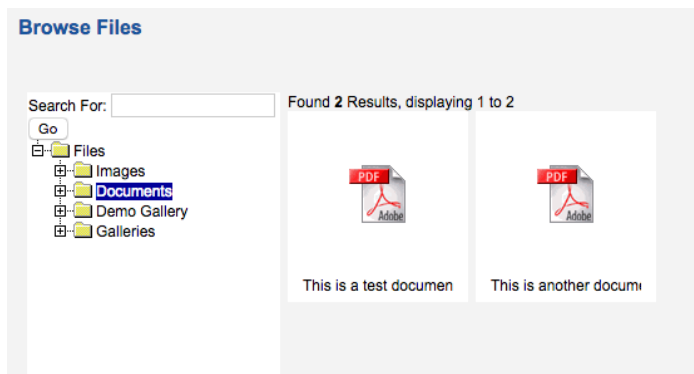 Browse Files
Search For:
Go
Files
Images
Documents
Demo Gallery
Galleries
Found 2 Results, displaying 1 to 2
PDF
Adobe
PDF
Adobe
This is a test documen
This is another docum